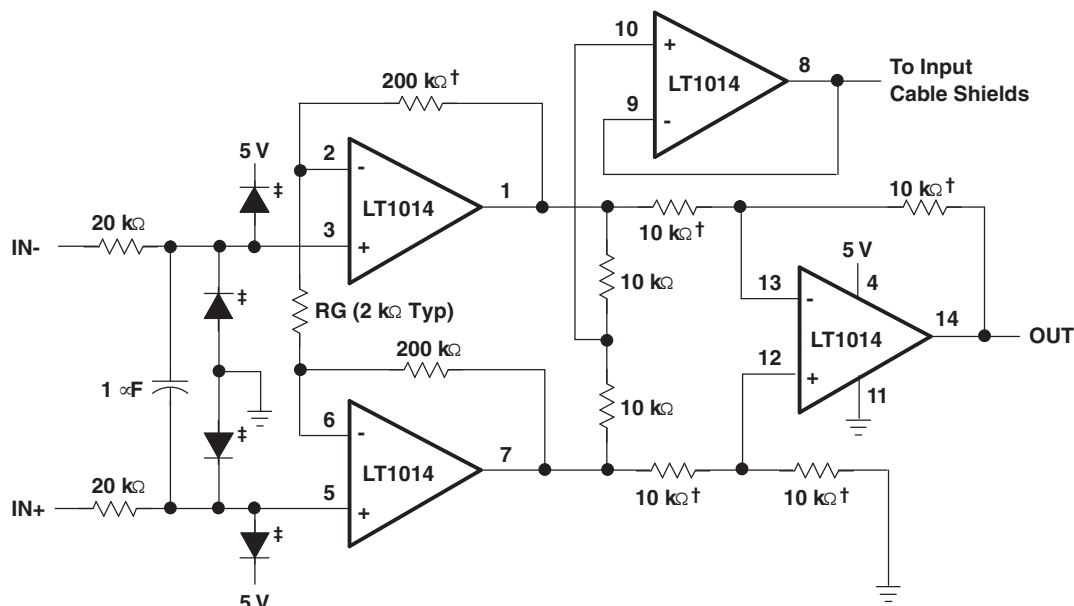 10
+
8
LT1014
To Input
Cable Shields
9
-
200 kΩ†
5 V
‡
2
-
LT1014
1
3
+
20 kΩ
IN-
10 kΩ†
10 kΩ†
5 V
4
13
-
LT1014
14
OUT
12
+
11
10 kΩ
‡
RG (2 kΩ Typ)
200 kΩ
1 ∝F
10 kΩ
‡
6
-
LT1014
7
5
+
20 kΩ
IN+
10 kΩ†
10 kΩ†
‡
5 V